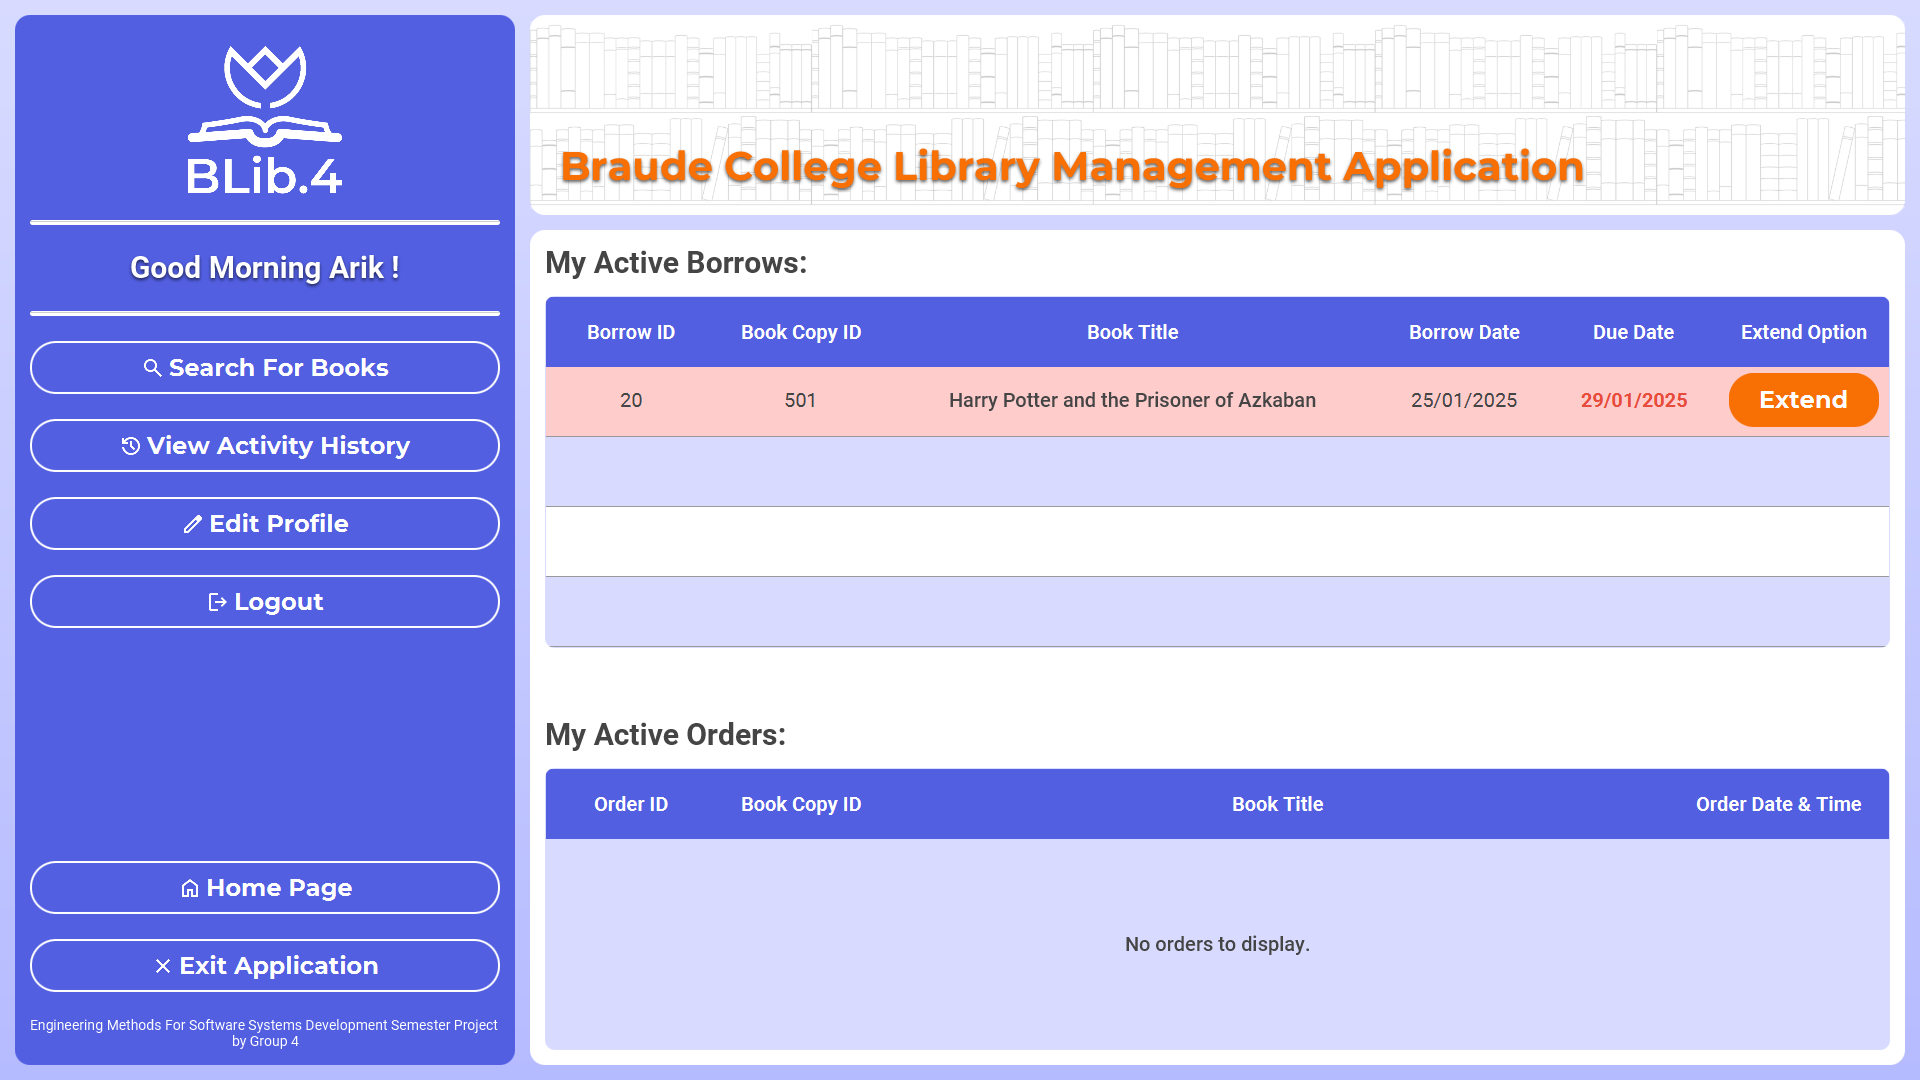 BLib.4
Good Morning Arik !
Search For Books
View Activity History
Edit Profile
Logout
Home Page
Exit Application
Engineering Methods For Software Systems Development Semester Project
by Group 4
Braude College Library Management Application
My Active Borrows:
Borrow ID Book Copy ID Book Title Borrow Date Due Date Extend Option
20 501 Harry Potter and the Prisoner of Azkaban 25/01/2025 29/01/2025 Extend
My Active Orders:
Order ID Book Copy ID Book Title Order Date & Time
No orders to display.